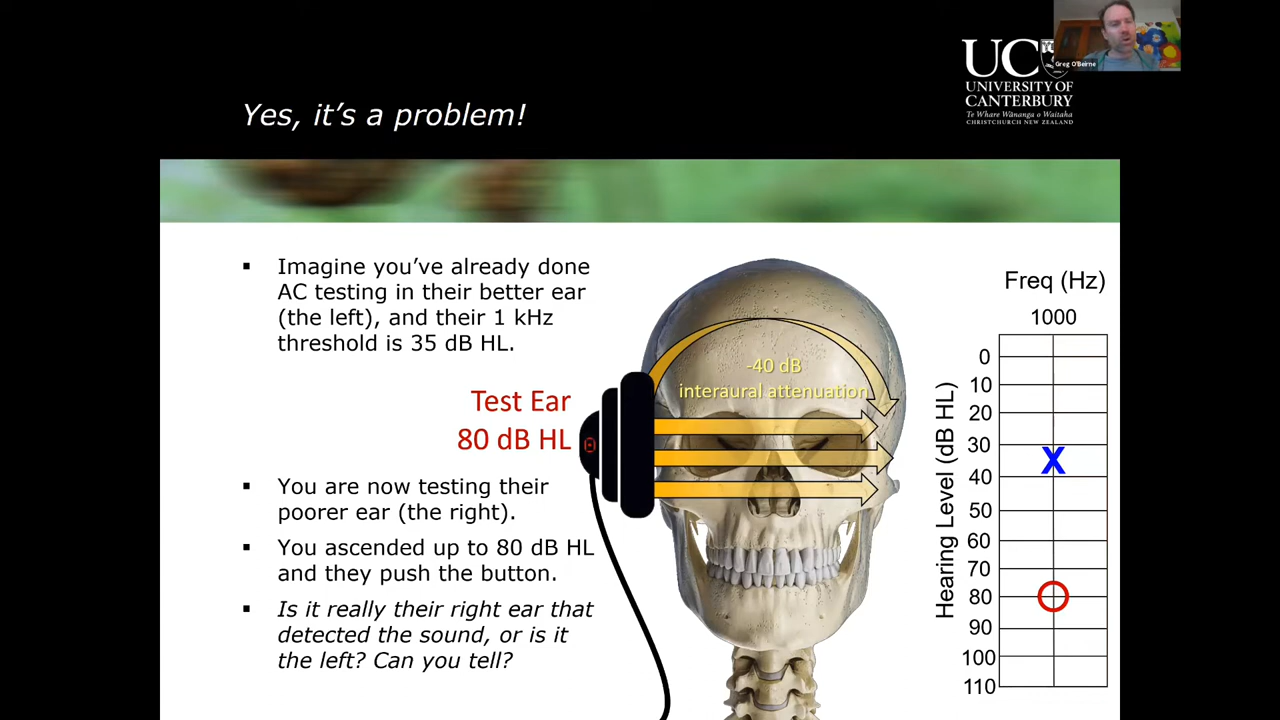 Yes, it's a problem!
UC
UNIVERSITY OF
CANTERBURY
Te Whare Wānanga o Waitaha
CHRISTCHURCH NEW ZEALAND
Greg O'Beirne
▪ Imagine you've already done
AC testing in their better ear
(the left), and their 1 kHz
threshold is 35 dB HL.
Test Ear
80 dB HL
▪ You are now testing their
poorer ear (the right).
▪ You ascended up to 80 dB HL
and they push the button.
▪ Is it really their right ear that
detected the sound, or is it
the left? Can you tell?
-40 dB
interaural attenuation
Freq (Hz)
1000
Hearing Level (dB HL)
0
10
20
30
40
50
60
70
80
90
100
110
X